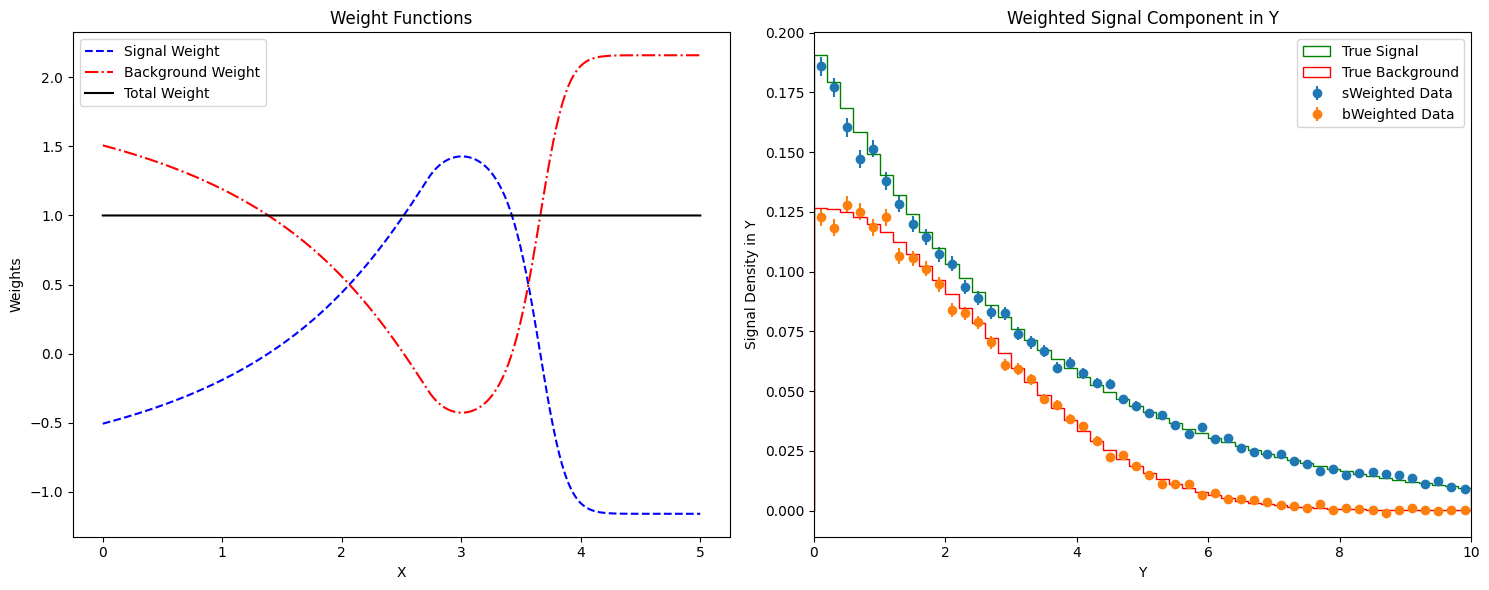 Weight Functions
Signal Weight
Background Weight
Total Weight
Weights
2.0
1.5
1.0
0.5
0.0
−0.5
−1.0
0 1 2 3 4 5
X
Weighted Signal Component in Y
True Signal
True Background
sWeighted Data
bWeighted Data
Signal Density in Y
0.200
0.175
0.150
0.125
0.100
0.075
0.050
0.025
0.000
0 2 4 6 8 10
Y